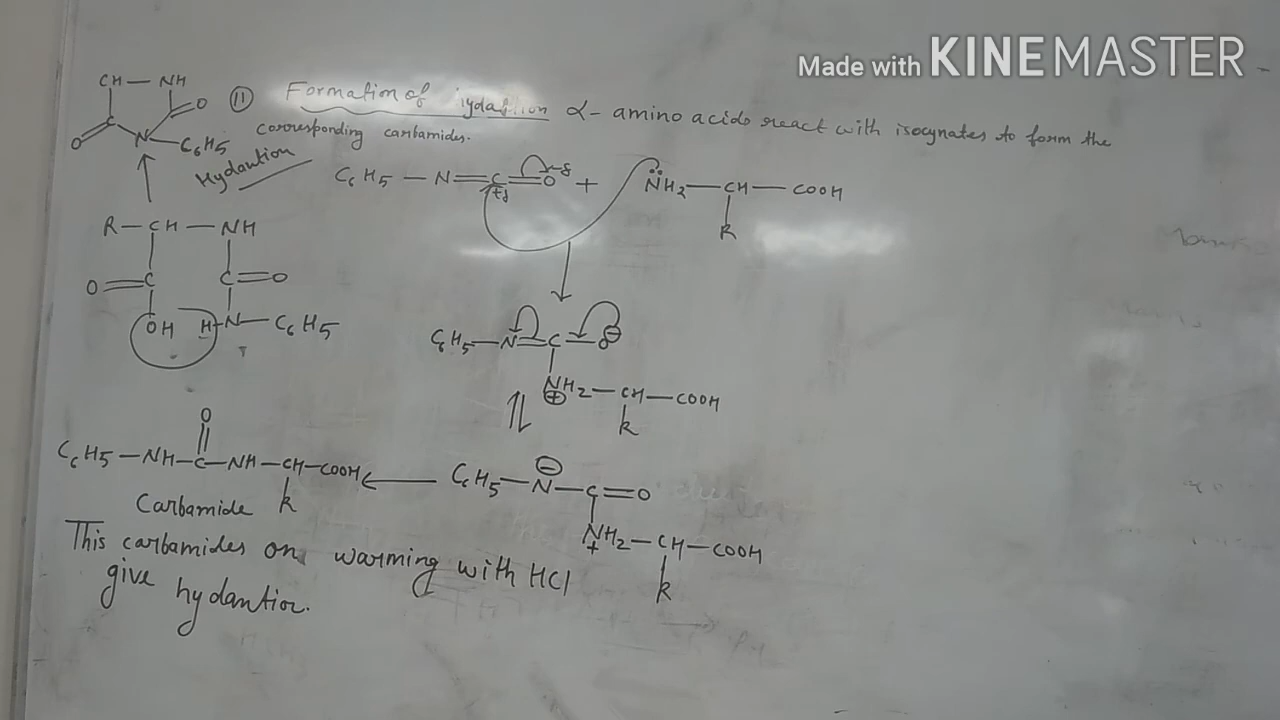 Made with KINEMASTER
CH — NH
O
N — C6H5
O
Hydantion
(11) Formation of α- amino acids react with isocynates to form the
corresponding carbamides.
C6H5 — N = C = O -δ + NH2 — CH — COOH
+δ
R
R — CH — NH
O = C C = O
OH H-N — C6H5
C6H5 — N = C — O ⊖
NH2 — CH — COOH
⊕
R
O
C6H5 — NH — C — NH — CH — COOH
R
Carbamide
⊖
C6H5 — N — C = O
NH2 — CH — COOH
+
R
This carbamides on warming with HCl
give hydantior.